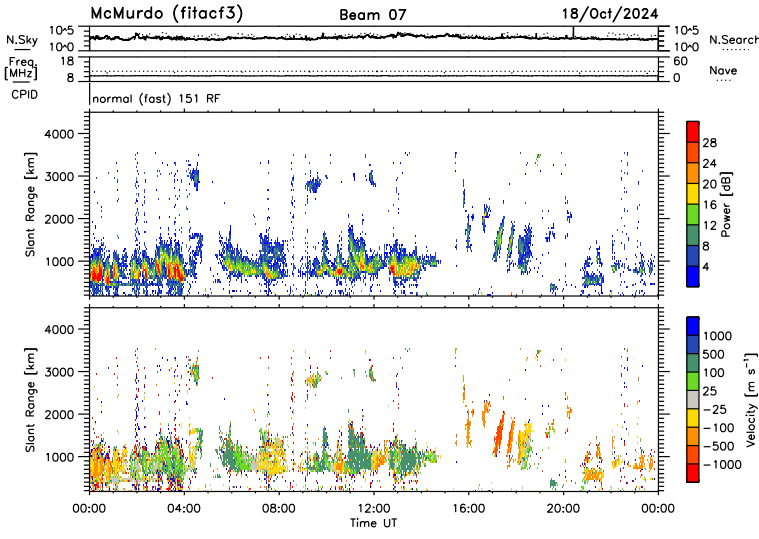 McMurdo (fitacf3) Beam 07 18/Oct/2024
N.Sky 10^5 10^0 10^5 10^0 N.Search
Freq. [MHz] 18 8 60 0 Nave
CPID normal (fast) 151 RF
Slant Range [km] 4000 3000 2000 1000
28 24 20 16 12 8 4 Power [dB]
Slant Range [km] 4000 3000 2000 1000
1000 500 100 25 -25 -100 -500 -1000 Velocity [m s⁻¹]
00:00 04:00 08:00 12:00 16:00 20:00 00:00
Time UT